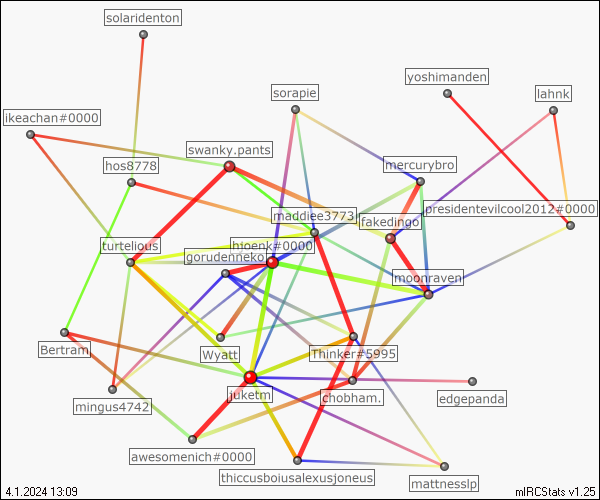 solaridenton
yoshimanden
sorapie
lahnk
ikeachan#0000
swanky.pants
hos8778
mercurybro
maddiee3773
presidentevilcool2012#0000
fakedingo
turtelious
hjoenk#0000
gorudenneko
moonraven
Bertram
Wyatt
Thinker#5995
mingus4742
juketm
chobham.
edgepanda
awesomenich#0000
thiccusboiusalexusjoneus
mattnesslp
4.1.2024 13:09
mIRCStats v1.25